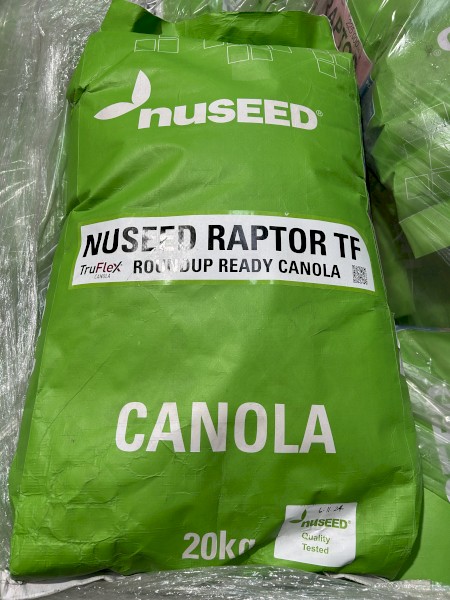 nuseed®
NUSEED RAPTOR TF
TruFlex ROUNDUP READY CANOLA
CANOLA
CANOLA
20kg
nuseed®
Quality
Tested